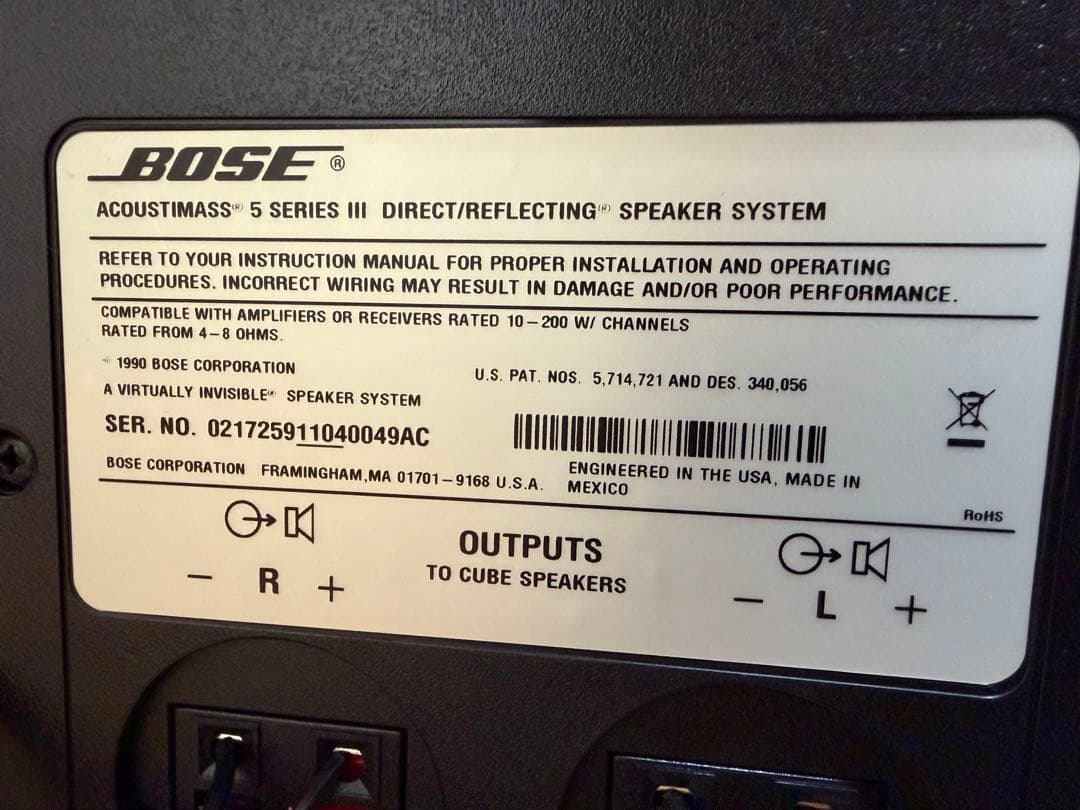 BOSE®
ACOUSTIMASS(R) 5 SERIES III DIRECT/REFLECTING(R) SPEAKER SYSTEM
REFER TO YOUR INSTRUCTION MANUAL FOR PROPER INSTALLATION AND OPERATING
PROCEDURES. INCORRECT WIRING MAY RESULT IN DAMAGE AND/OR POOR PERFORMANCE.
COMPATIBLE WITH AMPLIFIERS OR RECEIVERS RATED 10-200 W/ CHANNELS
RATED FROM 4-8 OHMS.
1990 BOSE CORPORATION
U.S. PAT. NOS. 5,714,721 AND DES. 340,056
A VIRTUALLY INVISIBLE SPEAKER SYSTEM
SER. NO. 021725911040049AC
BOSE CORPORATION FRAMINGHAM,MA 01701-9168 U.S.A.
ENGINEERED IN THE USA, MADE IN
MEXICO
RoHS
OUTPUTS
TO CUBE SPEAKERS
- R +
- L +